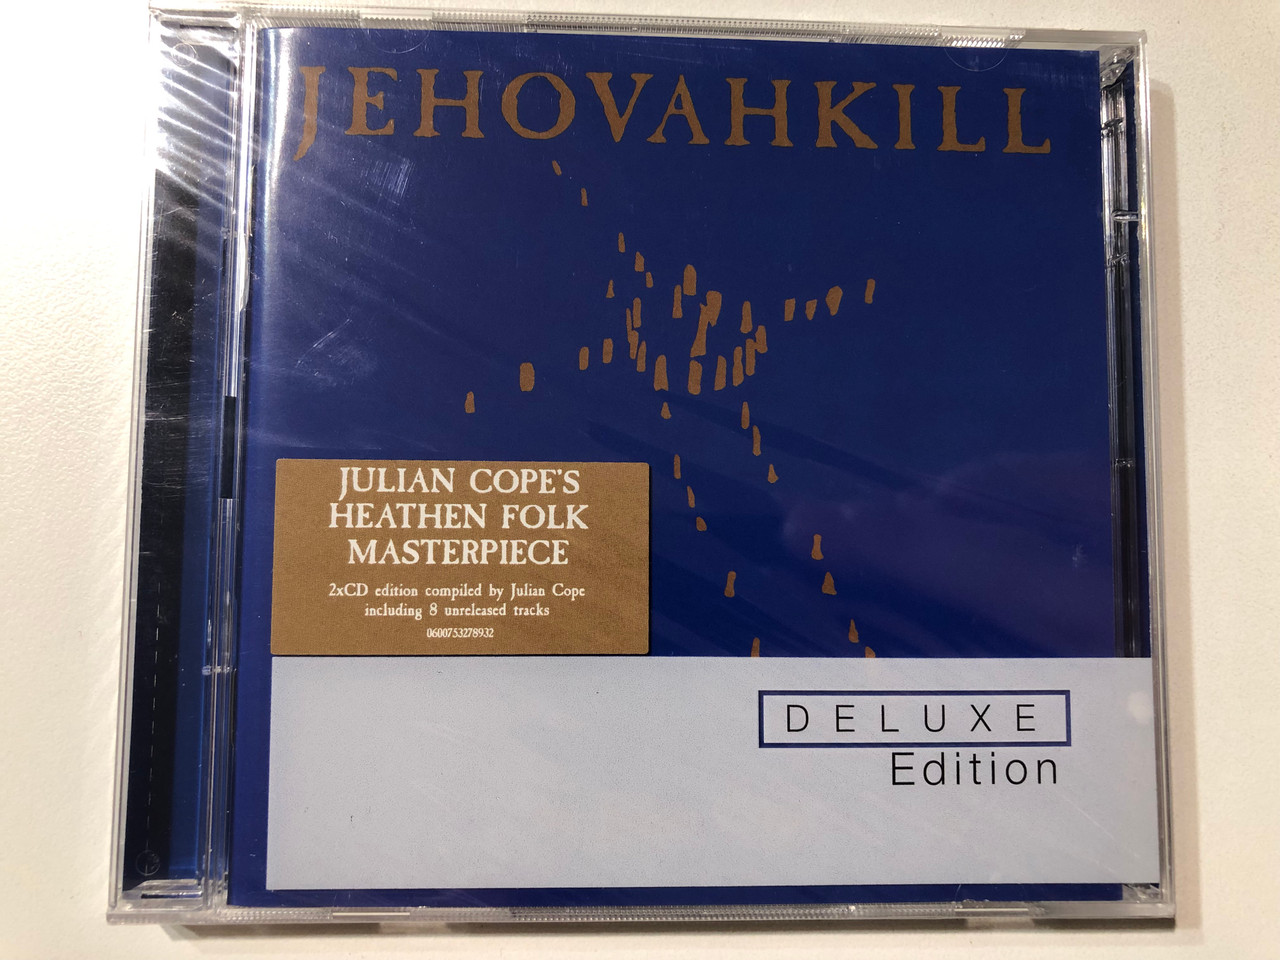 JEHOVAHKILL
JULIAN COPE'S
HEATHEN FOLK
MASTERPIECE
2xCD edition compiled by Julian Cope
including 8 unreleased tracks
0600753278932
DELUXE
Edition